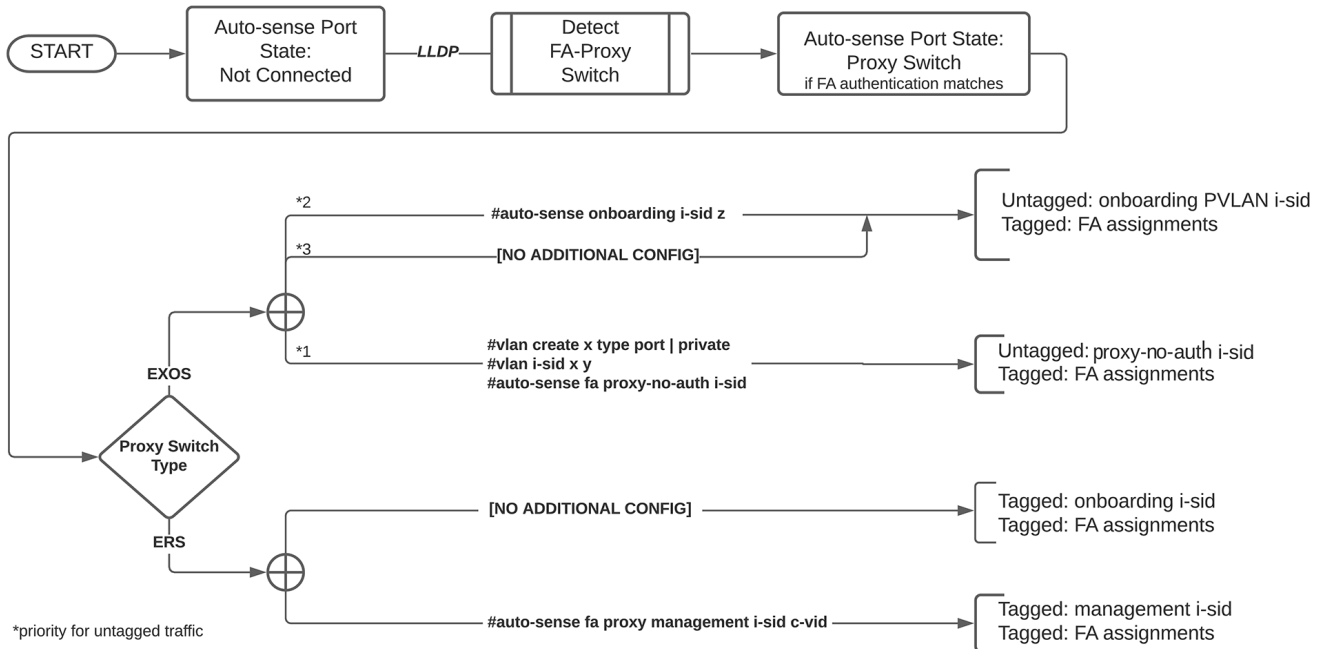 START
Auto-sense Port
State:
Not Connected
LLDP
Detect
FA-Proxy
Switch
Auto-sense Port State:
Proxy Switch
if FA authentication matches
*2
#auto-sense onboarding i-sid z
Untagged: onboarding PVLAN i-sid
Tagged: FA assignments
*3
[NO ADDITIONAL CONFIG]
*1
#vlan create x type port | private
#vlan i-sid x y
#auto-sense fa proxy-no-auth i-sid
Untagged: proxy-no-auth i-sid
Tagged: FA assignments
EXOS
Proxy Switch
Type
ERS
[NO ADDITIONAL CONFIG]
Tagged: onboarding i-sid
Tagged: FA assignments
#auto-sense fa proxy management i-sid c-vid
Tagged: management i-sid
Tagged: FA assignments
*priority for untagged traffic